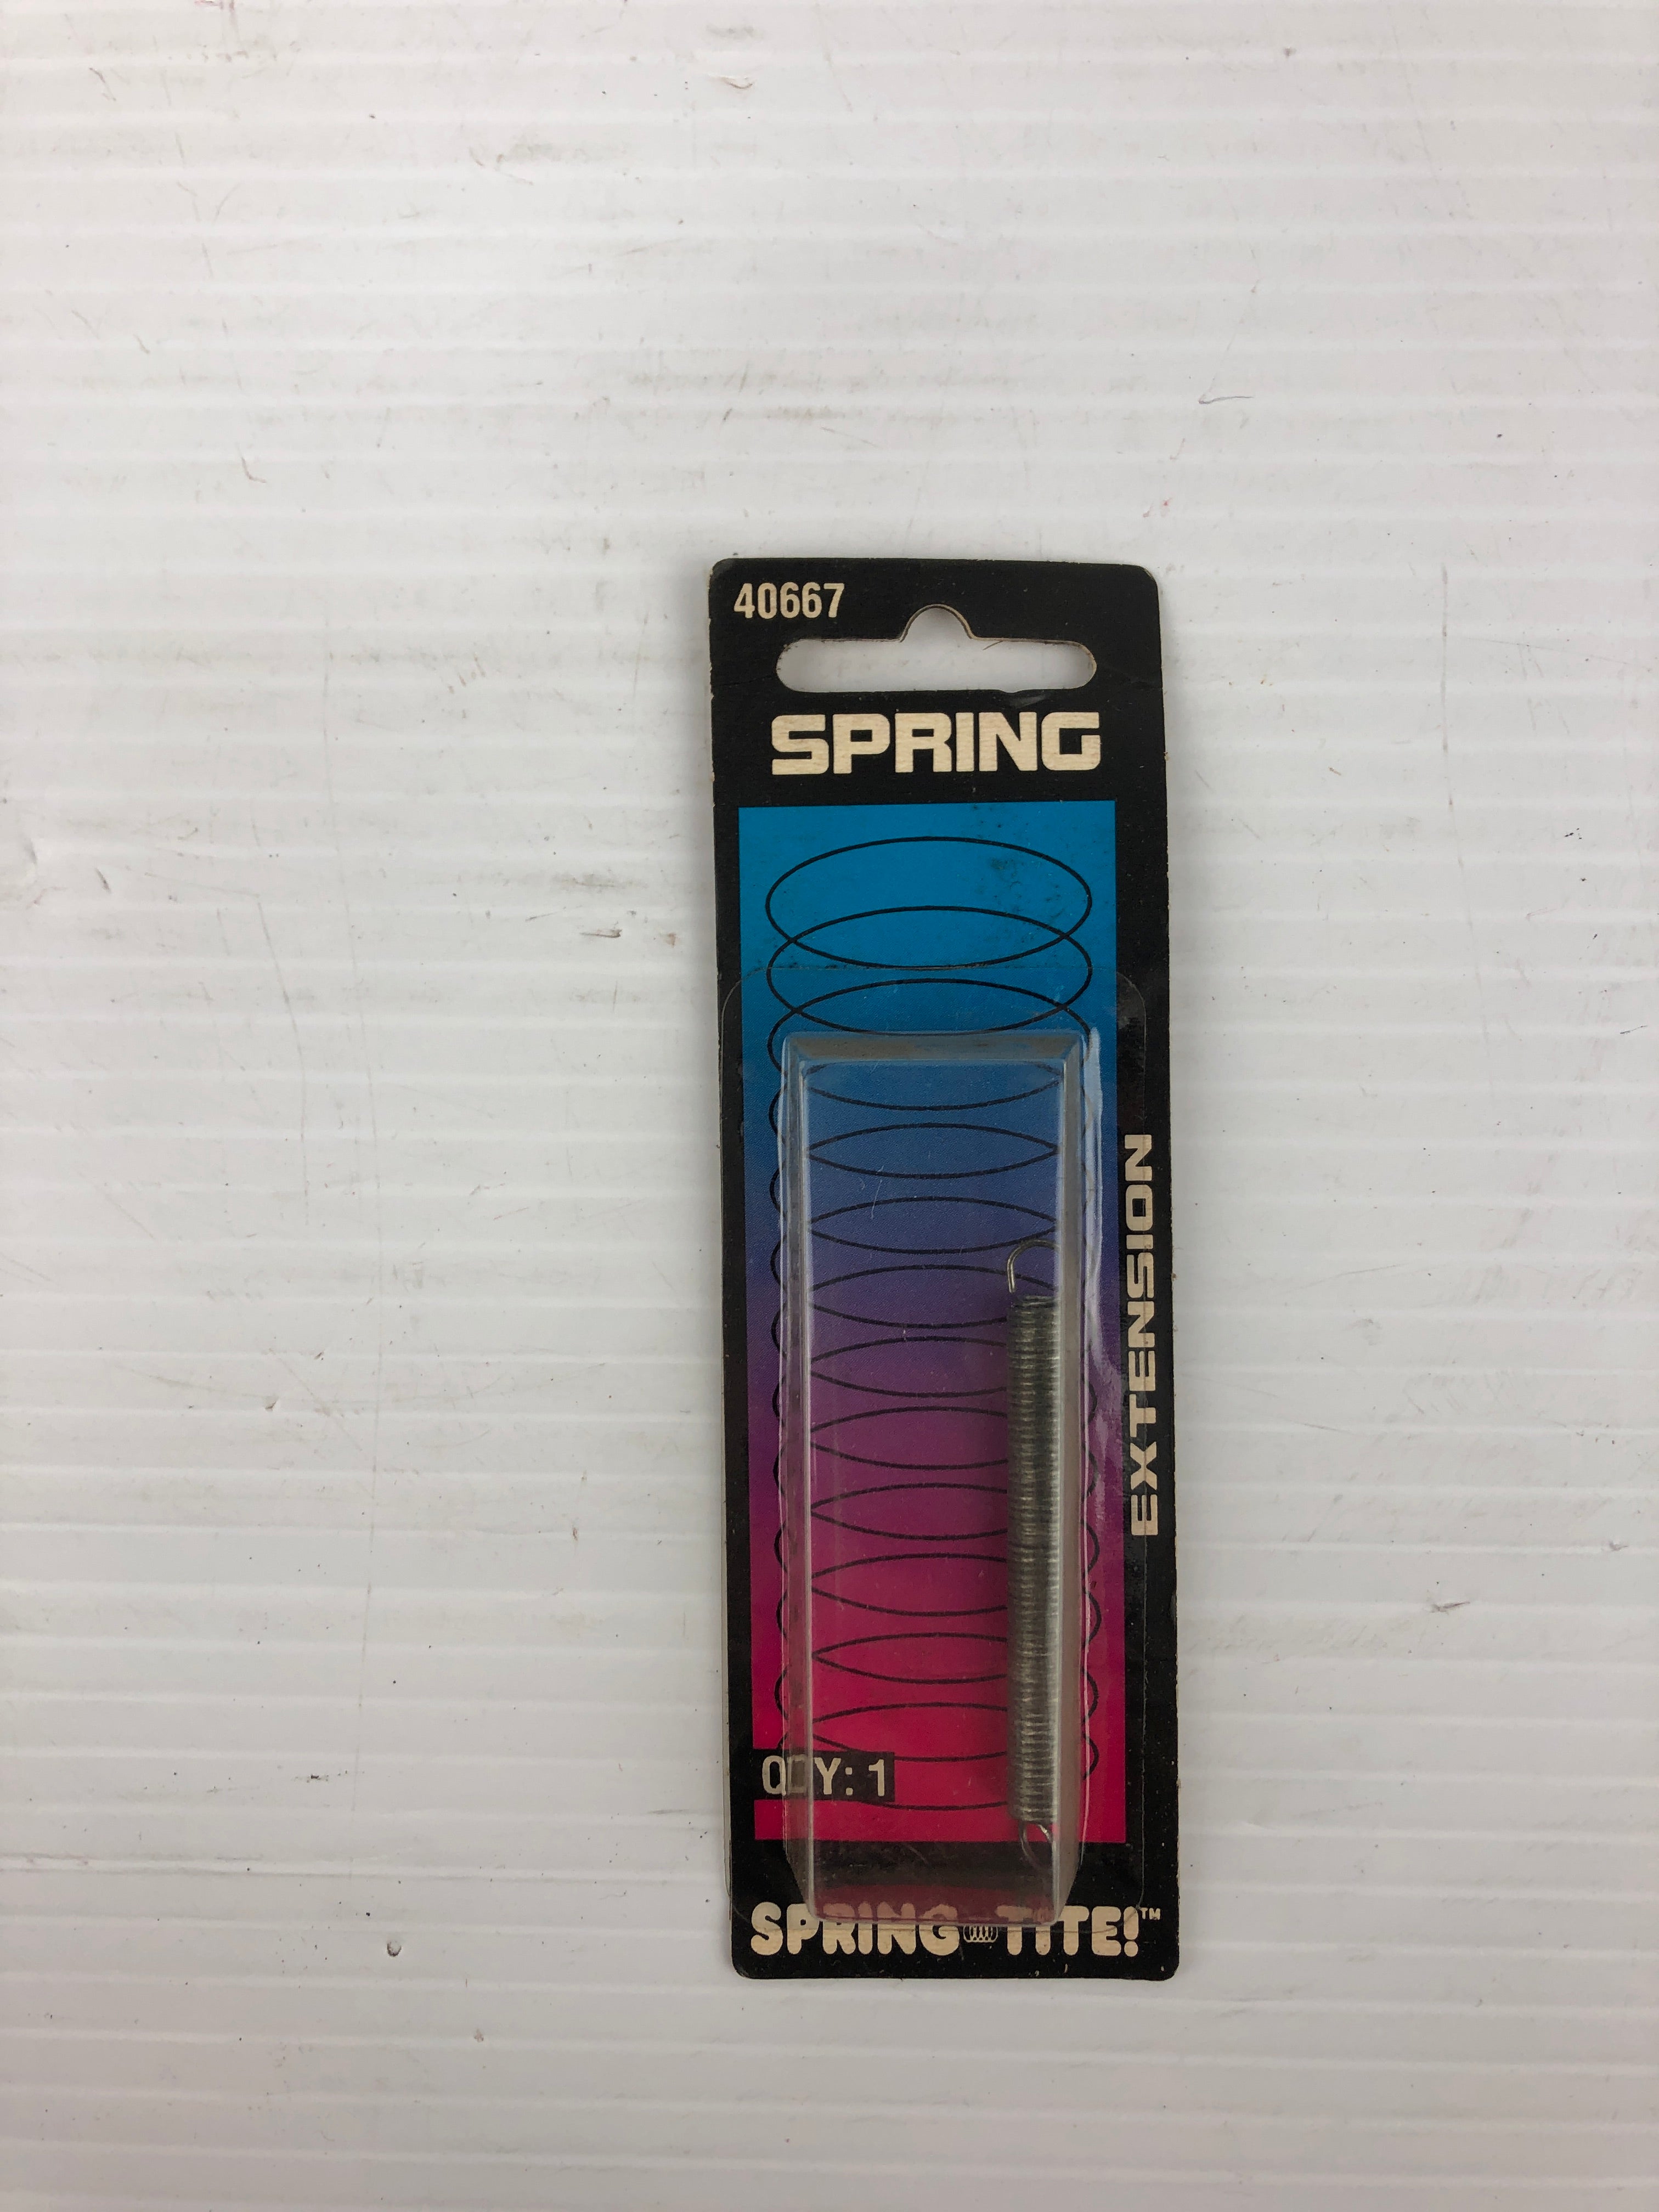 40667
SPRING
EXTENSION
QTY: 1
SPRING TITE!™